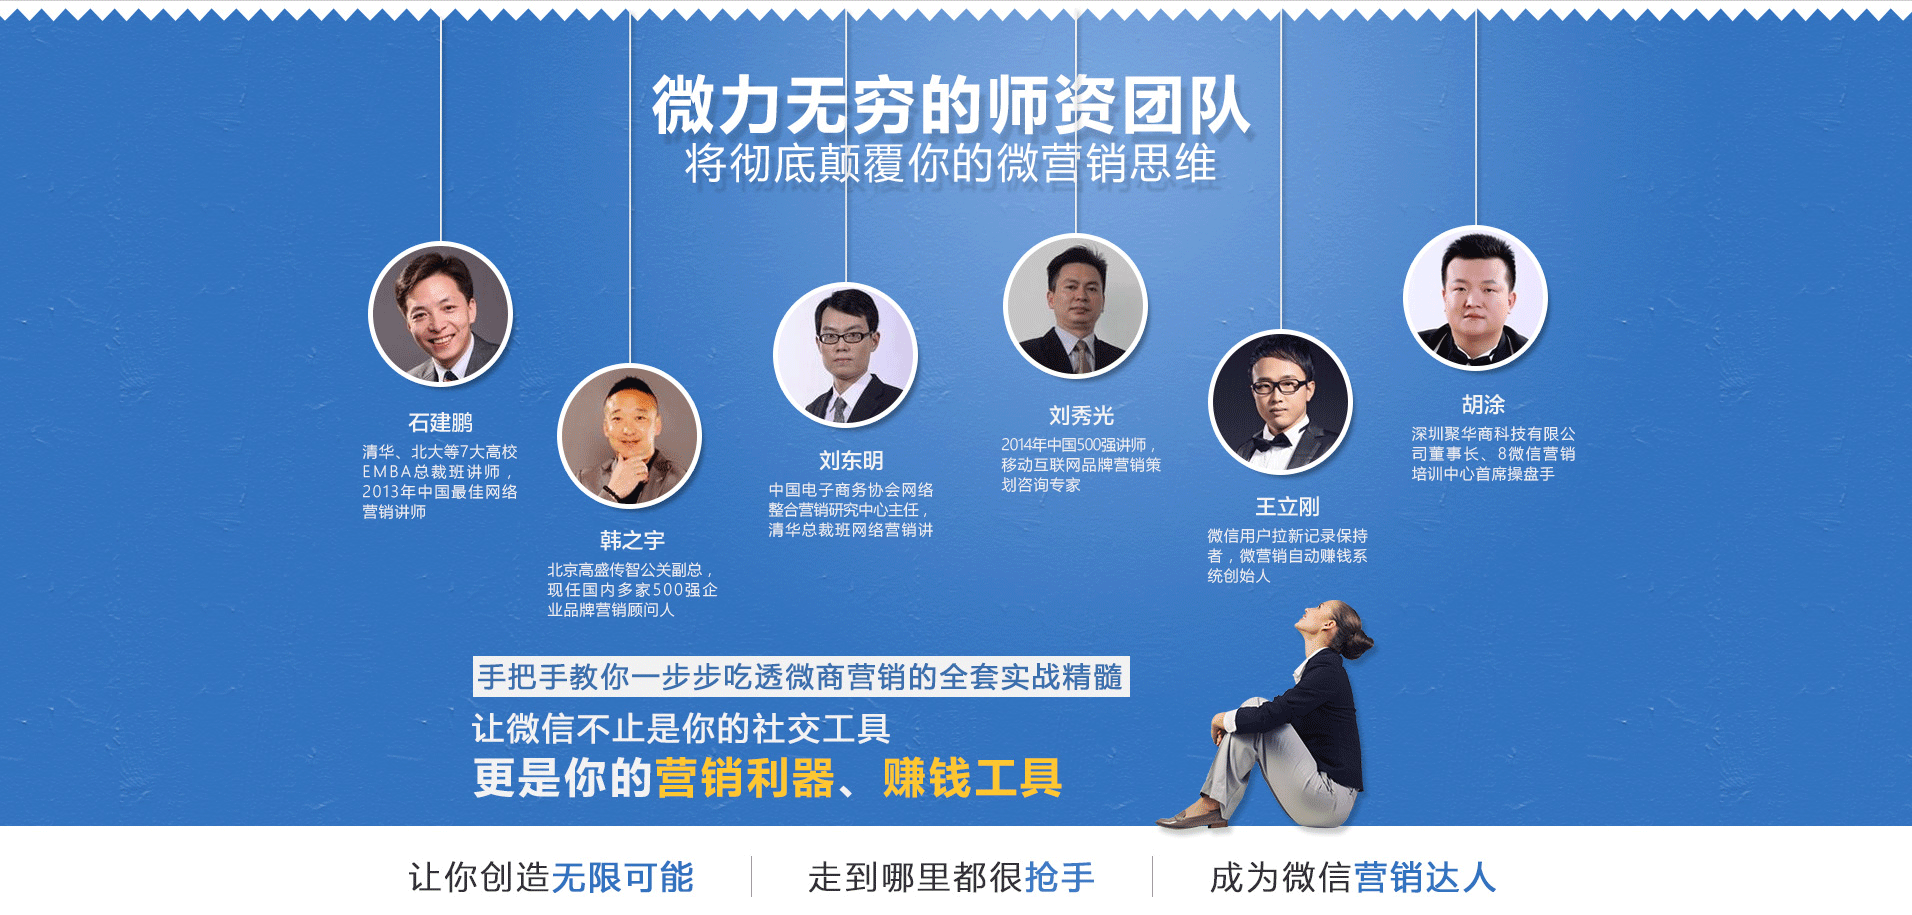 微力无穷的师资团队
将彻底颠覆你的微营销思维
石建鹏
清华、北大等7大高校
EMBA总裁班讲师，
2013年中国最佳网络
营销讲师
韩之宇
北京高盛传智公关副总，
现任国内多家500强企
业品牌营销顾问人
刘东明
中国电子商务协会网络
整合营销研究中心主任，
清华总裁班网络营销讲
刘秀光
2014年中国500强讲师，
移动互联网品牌营销策
划咨询专家
王立刚
微信用户拉新记录保持
者，微营销自动赚钱系
统创始人
胡涂
深圳聚华商科技有限公
司董事长、8微信营销
培训中心首席操盘手
手把手教你一步步吃透微商营销的全套实战精髓
让微信不止是你的社交工具
更是你的营销利器、赚钱工具
让你创造无限可能
走到哪里都很抢手
成为微信营销达人